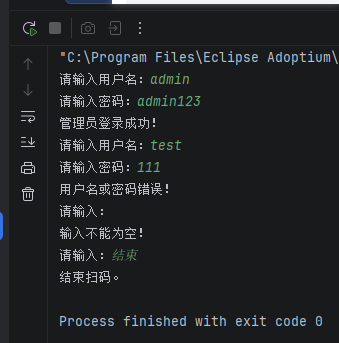 "C:\Program Files\Eclipse Adoptium\
请输入用户名：admin
请输入密码：admin123
管理员登录成功！
请输入用户名：test
请输入密码：111
用户名或密码错误！
请输入：
输入不能为空！
请输入：结束
结束扫码。
Process finished with exit code 0